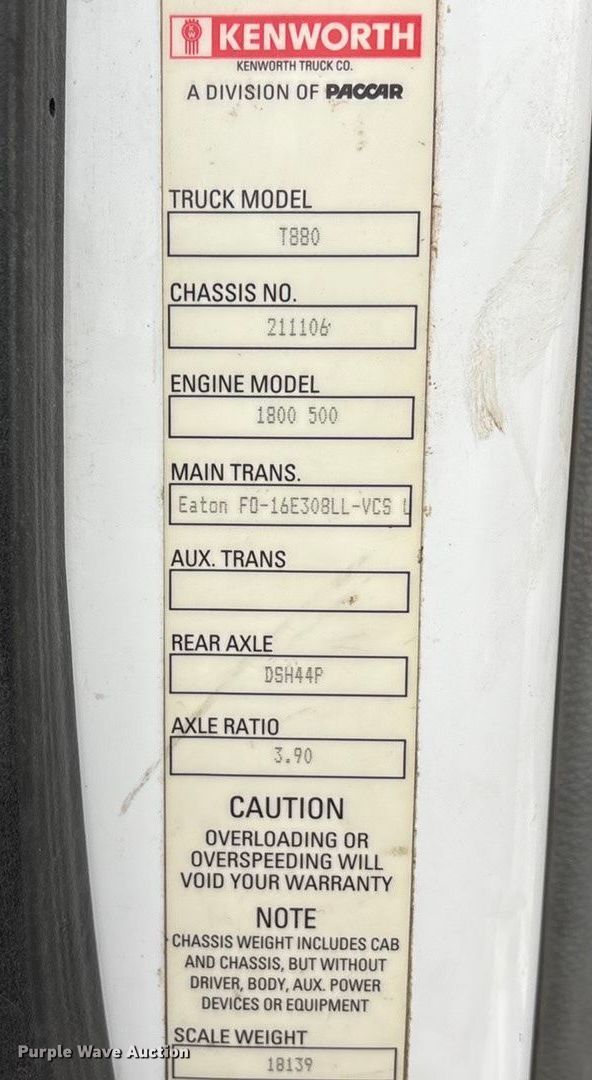 KENWORTH
KENWORTH TRUCK CO.
A DIVISION OF PACCAR
TRUCK MODEL
T880
CHASSIS NO.
211106
ENGINE MODEL
1800 500
MAIN TRANS.
Eaton FO-16E308LL-VCS
AUX. TRANS
REAR AXLE
DSH44P
AXLE RATIO
3.90
CAUTION
OVERLOADING OR
OVERSPEEDING WILL
VOID YOUR WARRANTY
NOTE
CHASSIS WEIGHT INCLUDES CAB
AND CHASSIS, BUT WITHOUT
DRIVER, BODY, AUX. POWER
DEVICES OR EQUIPMENT
SCALE WEIGHT
18139
Purple Wave Auction